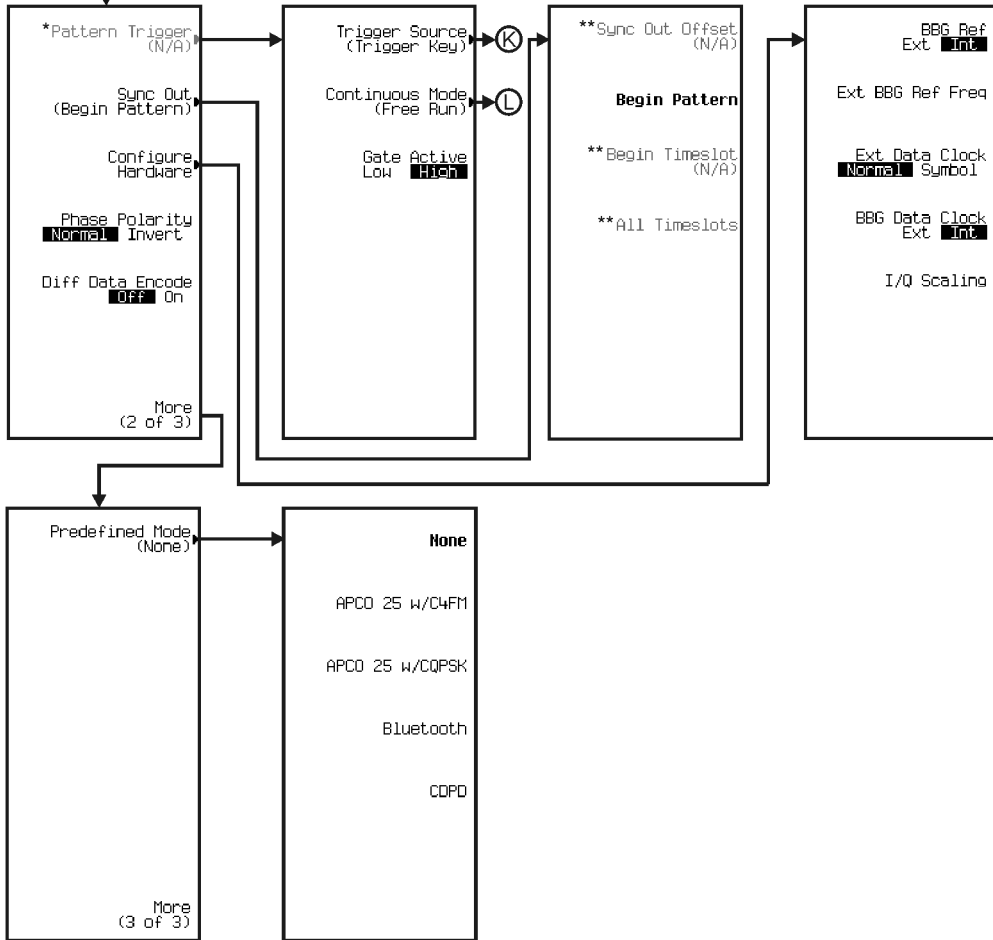 *Pattern Trigger
(N/A)
Sync Out
(Begin Pattern)
Configure
Hardware
Phase Polarity
Normal Invert
Diff Data Encode
Off On
More
(2 of 3)
Trigger Source
(Trigger Key)
K
Continuous Mode
(Free Run)
L
Gate Active
Low High
**Sync Out Offset
(N/A)
Begin Pattern
**Begin Timeslot
(N/A)
**All Timeslots
BBG Ref
Ext Int
Ext BBG Ref Freq
Ext Data Clock
Normal Symbol
BBG Data Clock
Ext Int
I/Q Scaling
Predefined Mode
(None)
More
(3 of 3)
None
APCO 25 w/C4FM
APCO 25 w/CQPSK
Bluetooth
CDPD